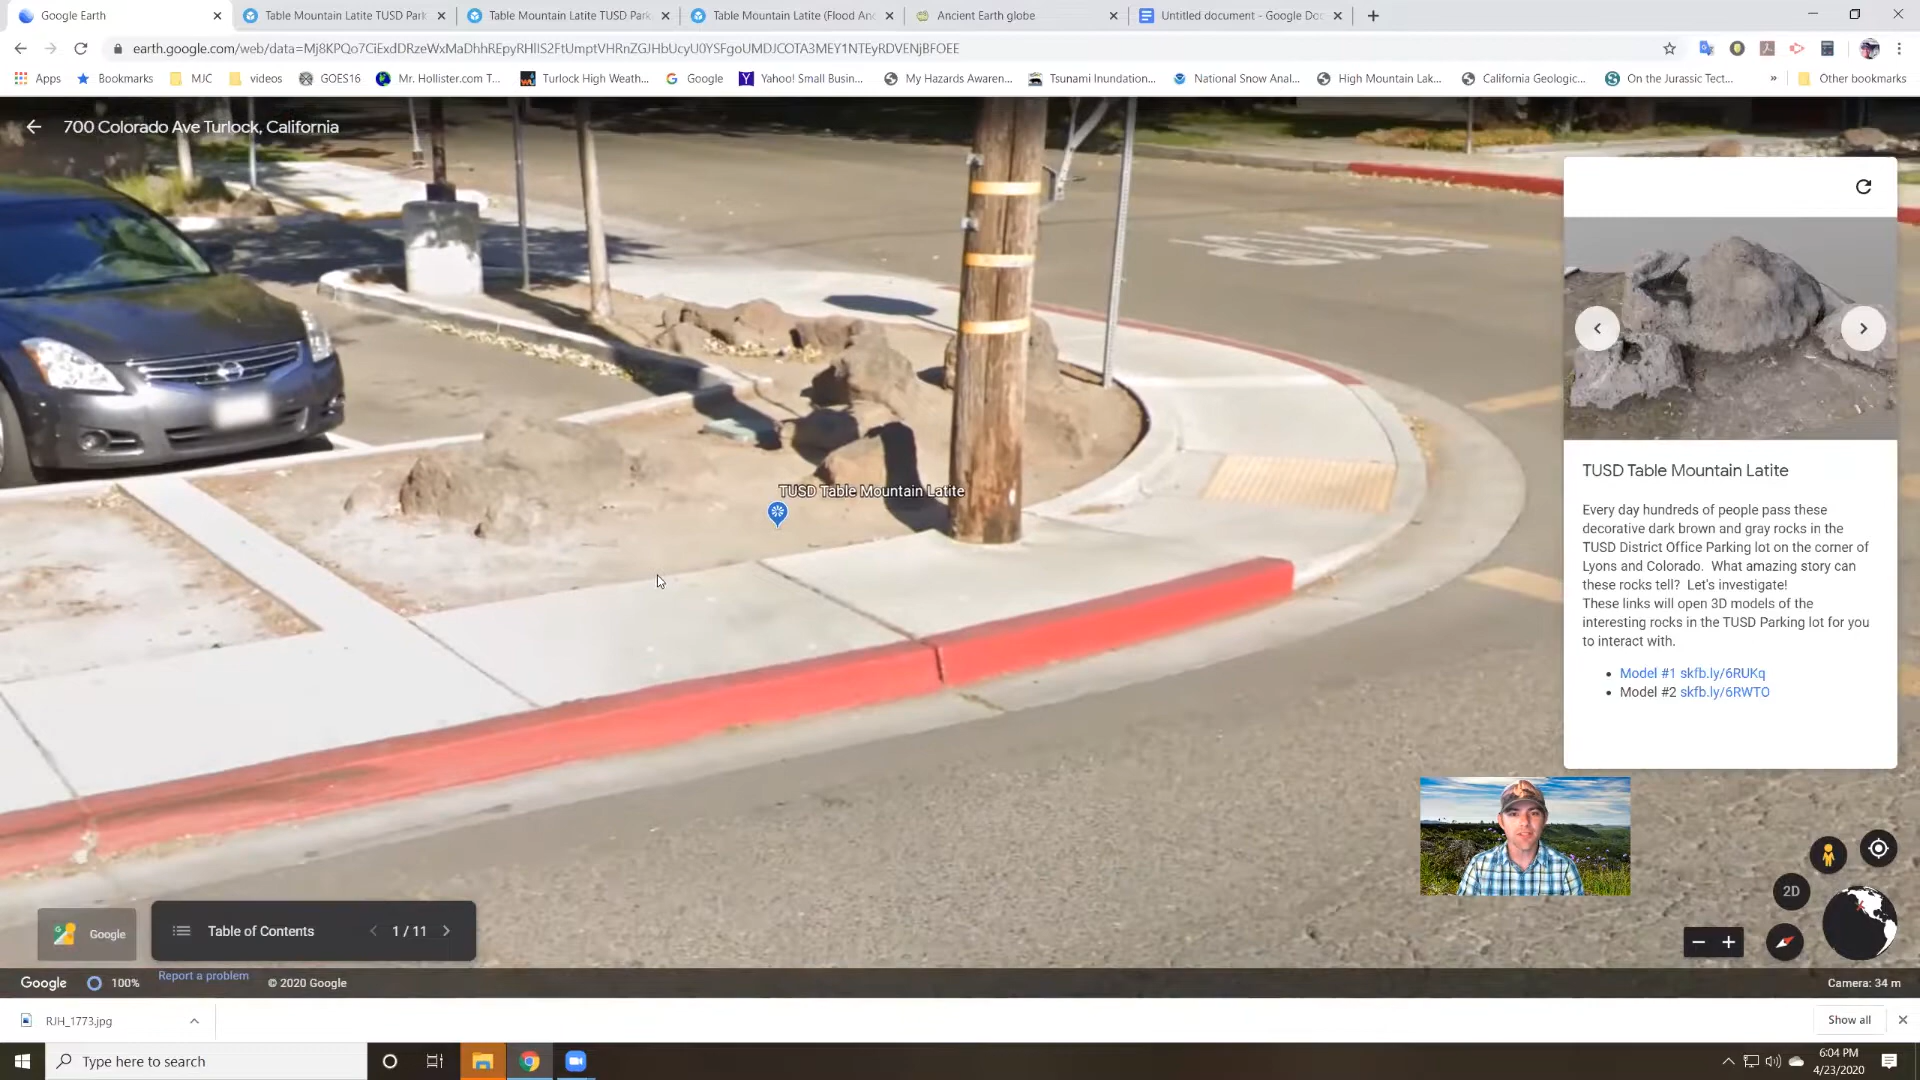 Google Earth
Table Mountain Latite TUSD Park
Table Mountain Latite TUSD Park
Table Mountain Latite (Flood And
Ancient Earth globe
Untitled document - Google Doc
earth.google.com/web/data=Mj8KPQo7CiExdDRzeWxMaDhhREpyRHlIS2FtUmptVHRnZGJHbUcyU0YSFgoUMDJCOTA3MEY1NTEyRDVENjBFOEE
Apps
Bookmarks
MJC
videos
GOES16
Mr. Hollister.com T...
Turlock High Weath...
Google
Yahoo! Small Busin...
My Hazards Awaren...
Tsunami Inundation...
National Snow Anal...
High Mountain Lak...
California Geologic...
On the Jurassic Tect...
»
Other bookmarks
700 Colorado Ave Turlock, California
TUSD Table Mountain Latite
TUSD Table Mountain Latite
Every day hundreds of people pass these
decorative dark brown and gray rocks in the
TUSD District Office Parking lot on the corner of
Lyons and Colorado. What amazing story can
these rocks tell? Let's investigate!
These links will open 3D models of the
interesting rocks in the TUSD Parking lot for you
to interact with.
• Model #1 skfb.ly/6RUKq
• Model #2 skfb.ly/6RWTO
2D
Google
Table of Contents
1 / 11
Google
100%
Report a problem
© 2020 Google
Camera: 34 m
RJH_1773.jpg
Show all
Type here to search
6:04 PM
4/23/2020